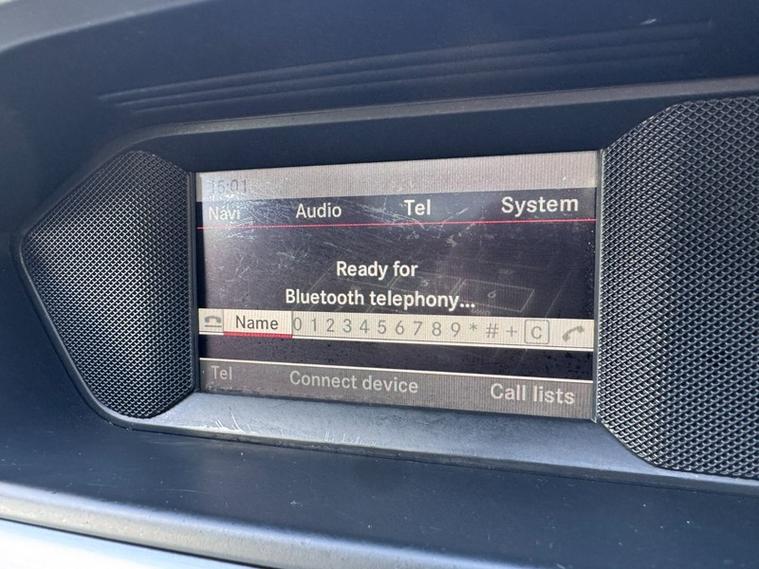 15:01
Navi Audio Tel System
Ready for
Bluetooth telephony...
Name 0 1 2 3 4 5 6 7 8 9 * # + C
Tel Connect device Call lists